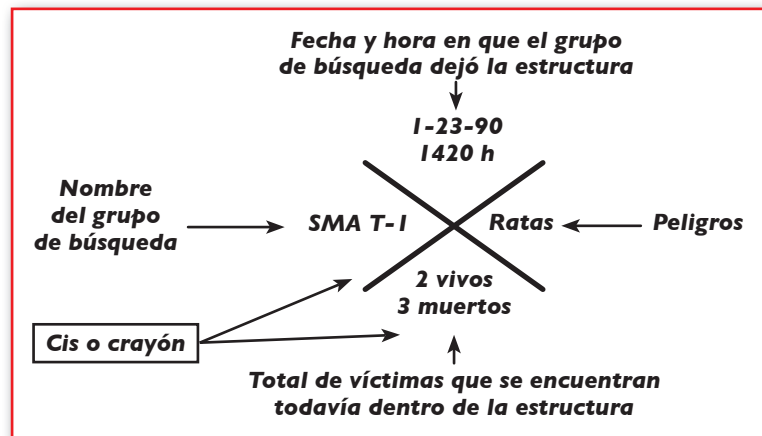 Fecha y hora en que el grupo
de búsqueda dejó la estructura
1-23-90
1420 h
Nombre
del grupo
de búsqueda
SMA T-1
Ratas
Peligros
2 vivos
3 muertos
Cis o crayón
Total de víctimas que se encuentran
todavía dentro de la estructura